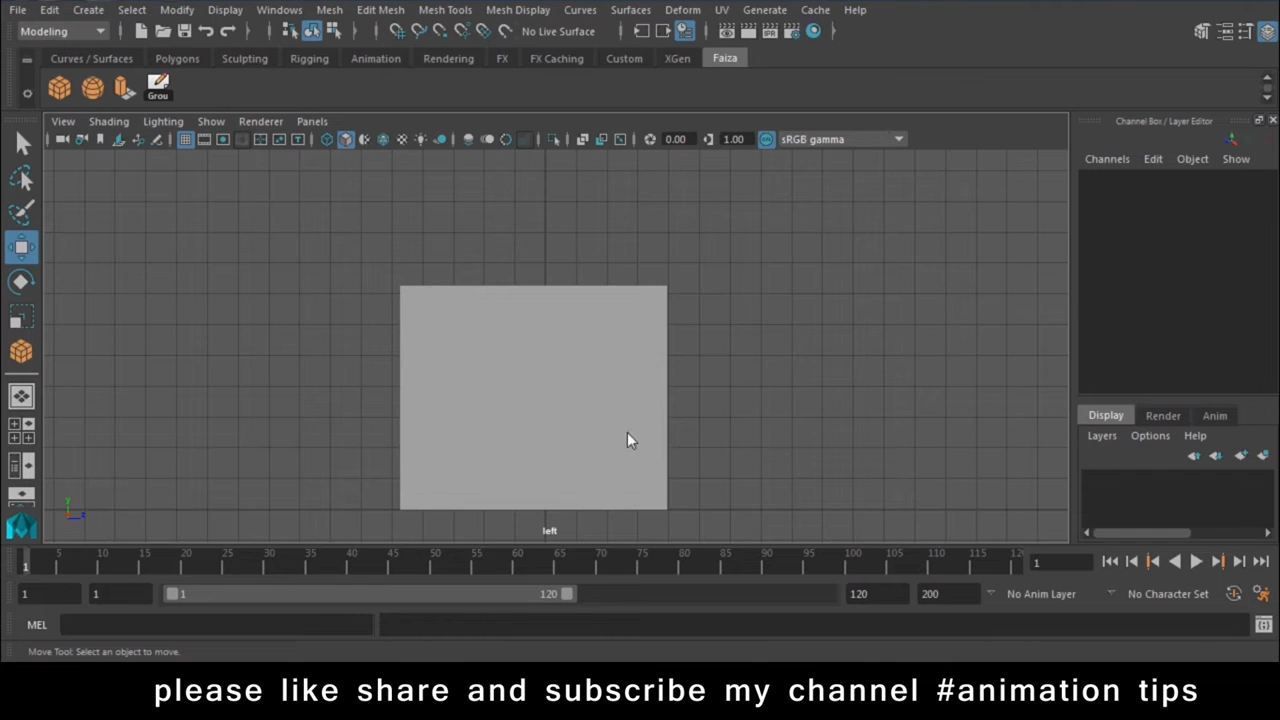 File Edit Create Select Modify Display Windows Mesh Edit Mesh Mesh Tools Mesh Display Curves Surfaces Deform UV Generate Cache Help
Modeling No Live Surface
Curves / Surfaces Polygons Sculpting Rigging Animation Rendering FX FX Caching Custom XGen Faiza
Grou
View Shading Lighting Show Renderer Panels
0.00 1.00 sRGB gamma
Channel Box / Layer Editor
Channels Edit Object Show
Display Render Anim
Layers Options Help
y
z
left
5 10 15 20 25 30 35 40 45 50 55 60 65 70 75 80 85 90 95 100 105 110 115 12
1
1
1 1 1 120 120 200 No Anim Layer No Character Set
MEL
Move Tool: Select an object to move.
please like share and subscribe my channel #animation tips